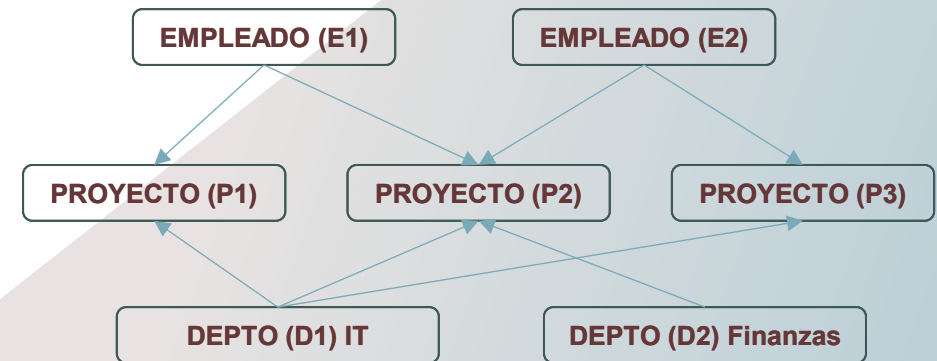 EMPLEADO (E1)
EMPLEADO (E2)
PROYECTO (P1)
PROYECTO (P2)
PROYECTO (P3)
DEPTO (D1) IT
DEPTO (D2) Finanzas